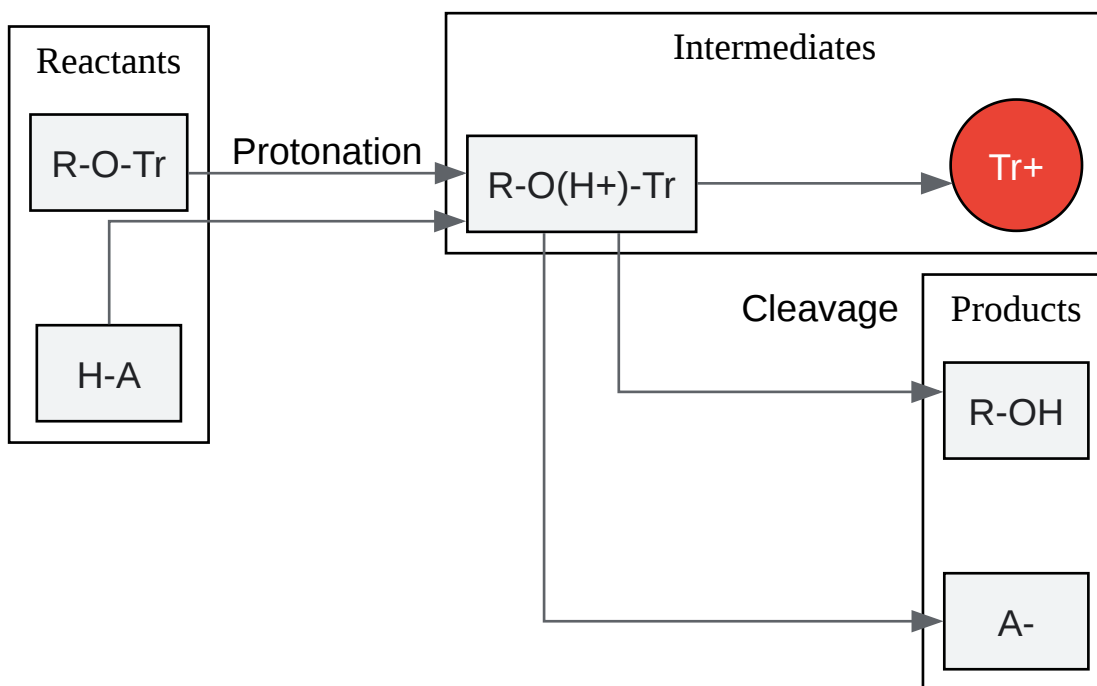 Reactants
Intermediates
R-O-Tr
Protonation
R-O(H+)-Tr
Tr+
H-A
Cleavage
Products
R-OH
A-